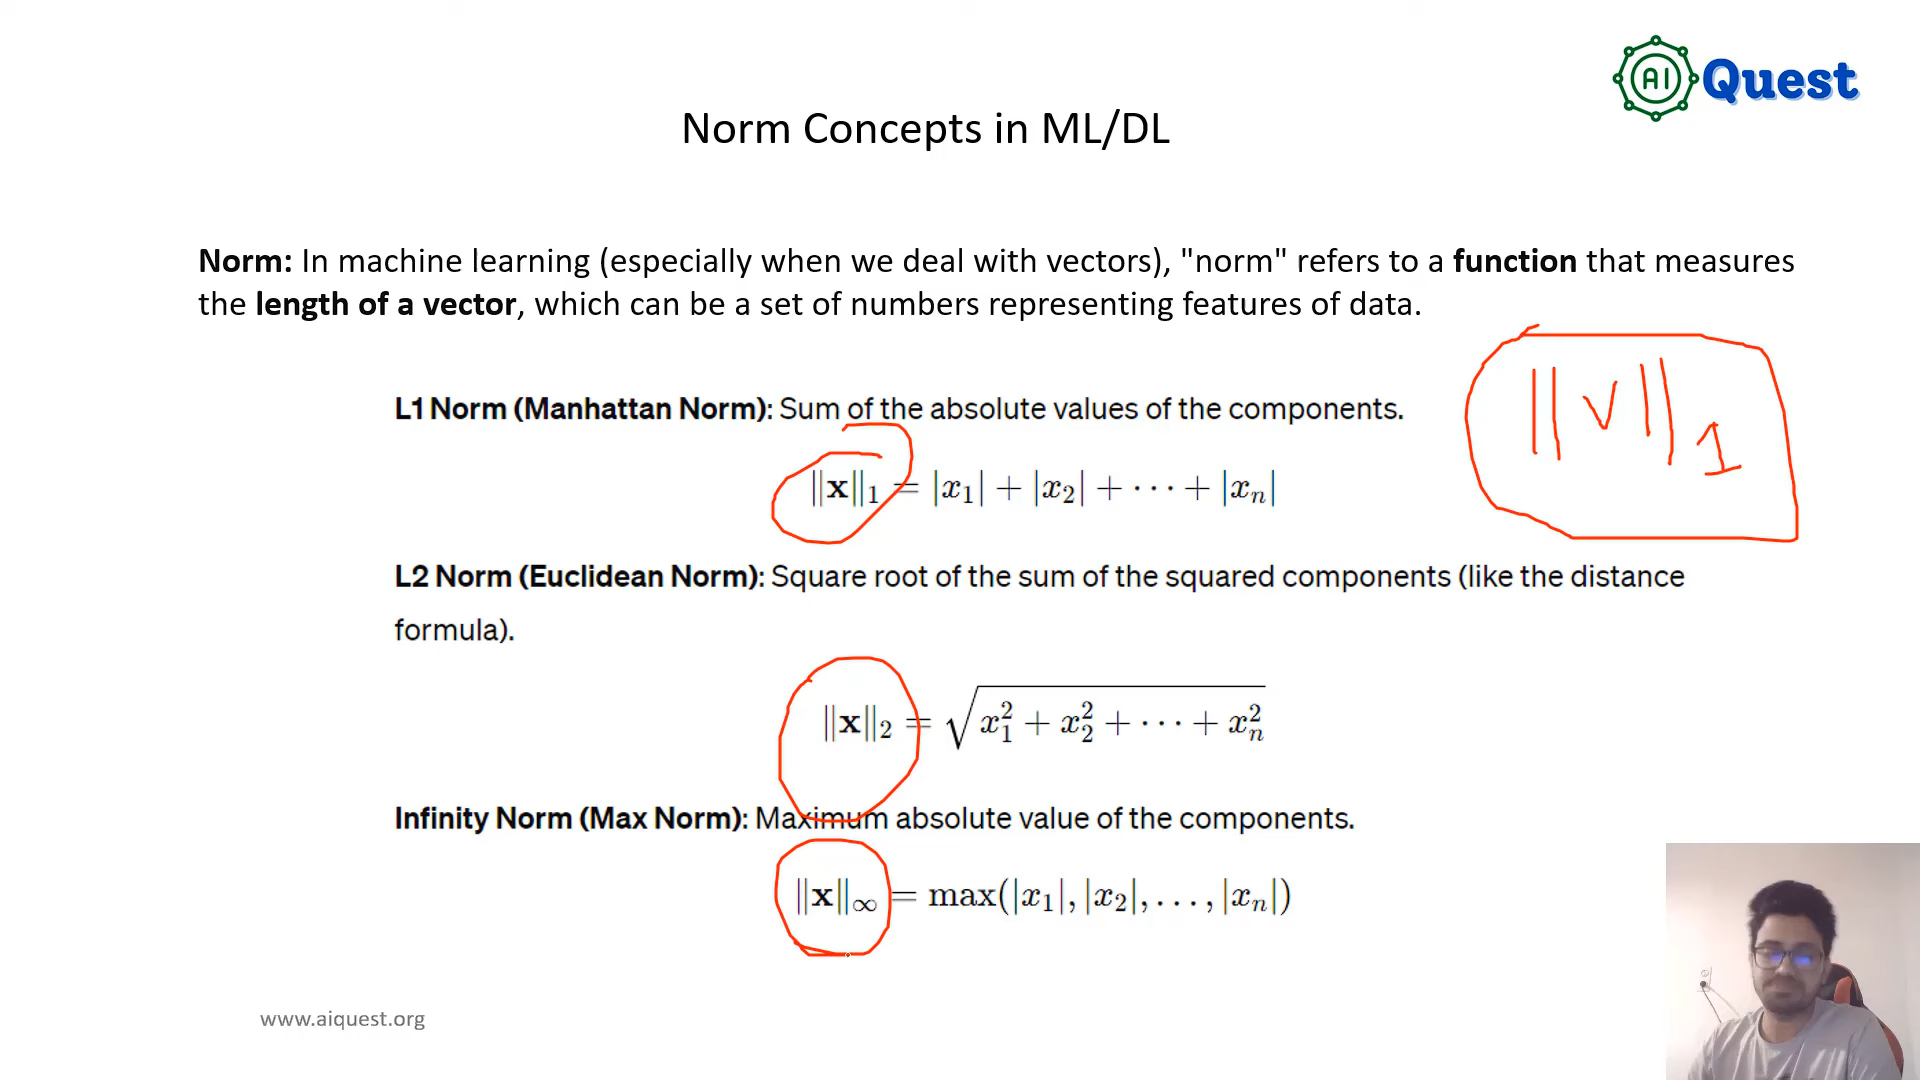 AI Quest
Norm Concepts in ML/DL
Norm: In machine learning (especially when we deal with vectors), "norm" refers to a function that measures
the length of a vector, which can be a set of numbers representing features of data.
L1 Norm (Manhattan Norm): Sum of the absolute values of the components.
‖x‖₁ = |x₁| + |x₂| + ··· + |xₙ|
‖v‖₁
L2 Norm (Euclidean Norm): Square root of the sum of the squared components (like the distance
formula).
‖x‖₂ = √(x₁² + x₂² + ··· + xₙ²)
Infinity Norm (Max Norm): Maximum absolute value of the components.
‖x‖∞ = max(|x₁|, |x₂|, . . . , |xₙ|)
www.aiquest.org